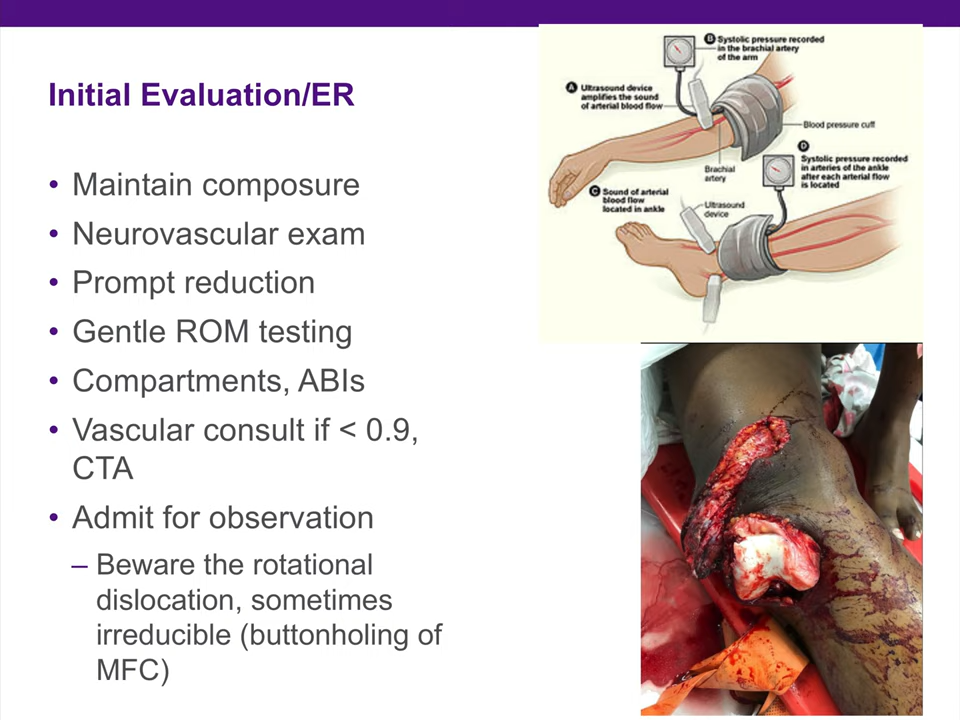 Initial Evaluation/ER
• Maintain composure
• Neurovascular exam
• Prompt reduction
• Gentle ROM testing
• Compartments, ABIs
• Vascular consult if < 0.9,
CTA
• Admit for observation
– Beware the rotational
dislocation, sometimes
irreducible (buttonholing of
MFC)
B Systolic pressure recorded
in the brachial artery
of the arm
A Ultrasound device
amplifies the sound
of arterial blood flow
Blood pressure cuff
Brachial
artery
D
Systolic pressure recorded
in arteries of the ankle
after each arterial flow
is located
C Sound of arterial
blood flow
located in ankle
Ultrasound
device